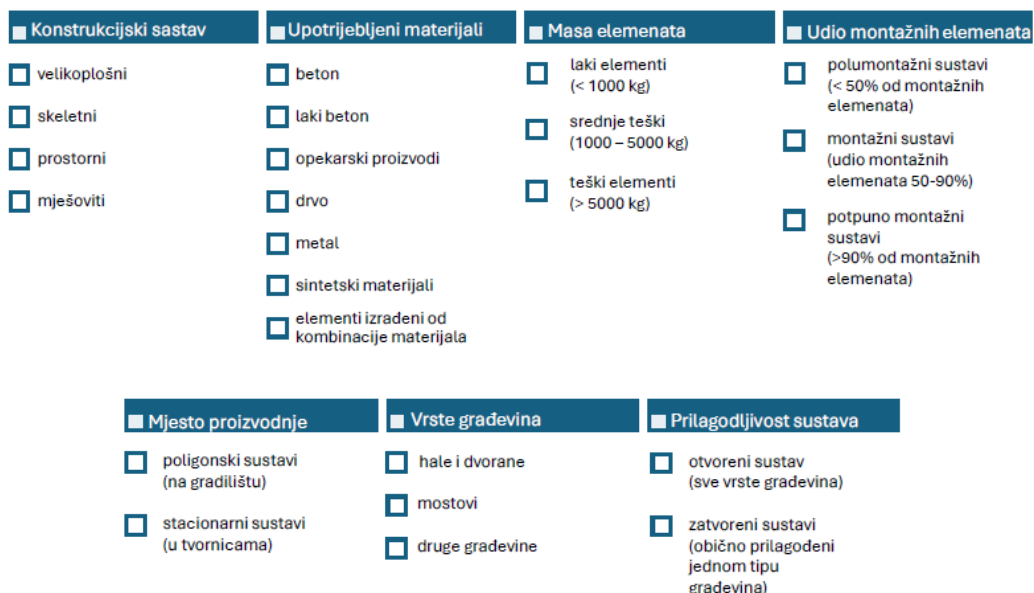 Konstrukcijski sastav
velikoplošni
skeletni
prostorni
mješoviti
Upotrijebljeni materijali
beton
laki beton
opekarski proizvodi
drvo
metal
sintetski materijali
elementi izrađeni od
kombinacije materijala
Masa elemenata
laki elementi
(< 1000 kg)
srednje teški
(1000 – 5000 kg)
teški elementi
(> 5000 kg)
Udio montažnih elemenata
polumontažni sustavi
(< 50% od montažnih
elemenata)
montažni sustavi
(udio montažnih
elemenata 50-90%)
potpuno montažni
sustavi
(>90% od montažnih
elemenata)
Mjesto proizvodnje
poligonski sustavi
(na gradilištu)
stacionarni sustavi
(u tvornicama)
Vrste građevina
hale i dvorane
mostovi
druge građevine
Prilagodljivost sustava
otvoreni sustav
(sve vrste građevina)
zatvoreni sustavi
(obično prilagođeni
jednom tipu
građevina)